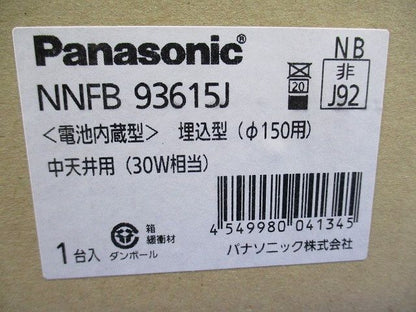 Panasonic®
NB
NNFB 93615J
20
非
J92
<電池内蔵型> 埋込型(φ150用)
中天井用(30W相当)
1台入
箱
緩衝材
ダンボール
4 549980 041345
パナソニック株式会社